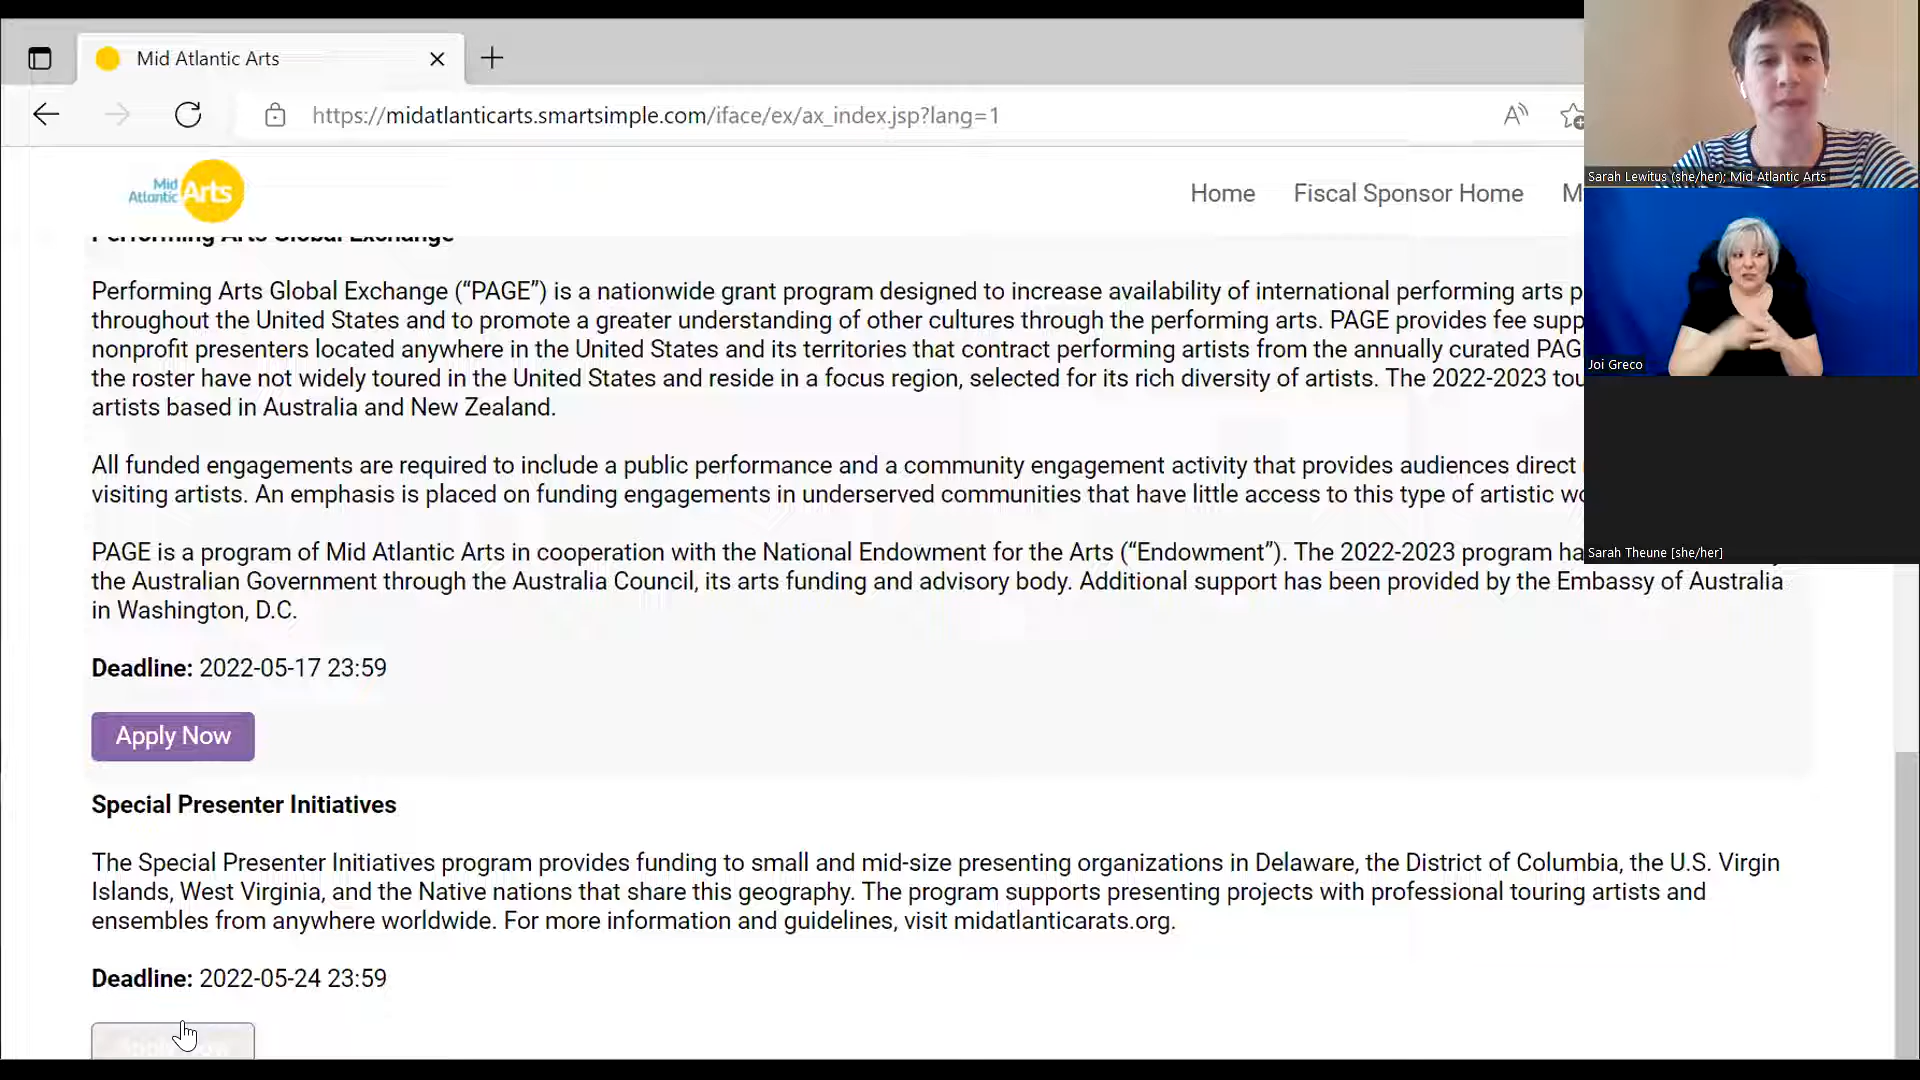 Mid Atlantic Arts
https://midatlanticarts.smartsimple.com/iface/ex/ax_index.jsp?lang=1
Mid
Atlantic Arts
Home Fiscal Sponsor Home M
Performing Arts Global Exchange
Performing Arts Global Exchange (“PAGE”) is a nationwide grant program designed to increase availability of international performing arts p
throughout the United States and to promote a greater understanding of other cultures through the performing arts. PAGE provides fee supp
nonprofit presenters located anywhere in the United States and its territories that contract performing artists from the annually curated PAG
the roster have not widely toured in the United States and reside in a focus region, selected for its rich diversity of artists. The 2022-2023 tou
artists based in Australia and New Zealand.
All funded engagements are required to include a public performance and a community engagement activity that provides audiences direct
visiting artists. An emphasis is placed on funding engagements in underserved communities that have little access to this type of artistic wo
PAGE is a program of Mid Atlantic Arts in cooperation with the National Endowment for the Arts (“Endowment”). The 2022-2023 program ha
the Australian Government through the Australia Council, its arts funding and advisory body. Additional support has been provided by the Embassy of Australia
in Washington, D.C.
Deadline: 2022-05-17 23:59
Apply Now
Special Presenter Initiatives
The Special Presenter Initiatives program provides funding to small and mid-size presenting organizations in Delaware, the District of Columbia, the U.S. Virgin
Islands, West Virginia, and the Native nations that share this geography. The program supports presenting projects with professional touring artists and
ensembles from anywhere worldwide. For more information and guidelines, visit midatlanticarats.org.
Deadline: 2022-05-24 23:59
Sarah Lewitus (she/her); Mid Atlantic Arts
Joi Greco
Sarah Theune [she/her]